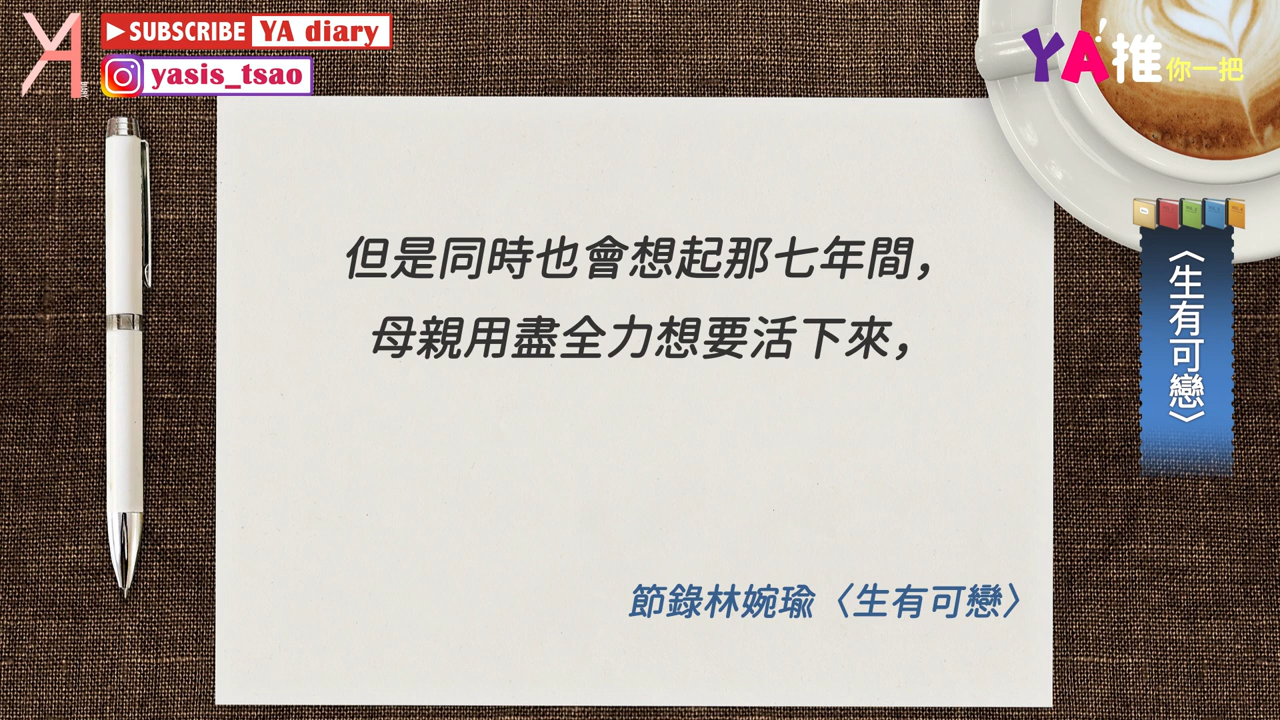 SUBSCRIBE YA diary
yasis_tsao
YA!推你一把
但是同時也會想起那七年間，
母親用盡全力想要活下來，
節錄林婉瑜〈生有可戀〉
〈生有可戀〉